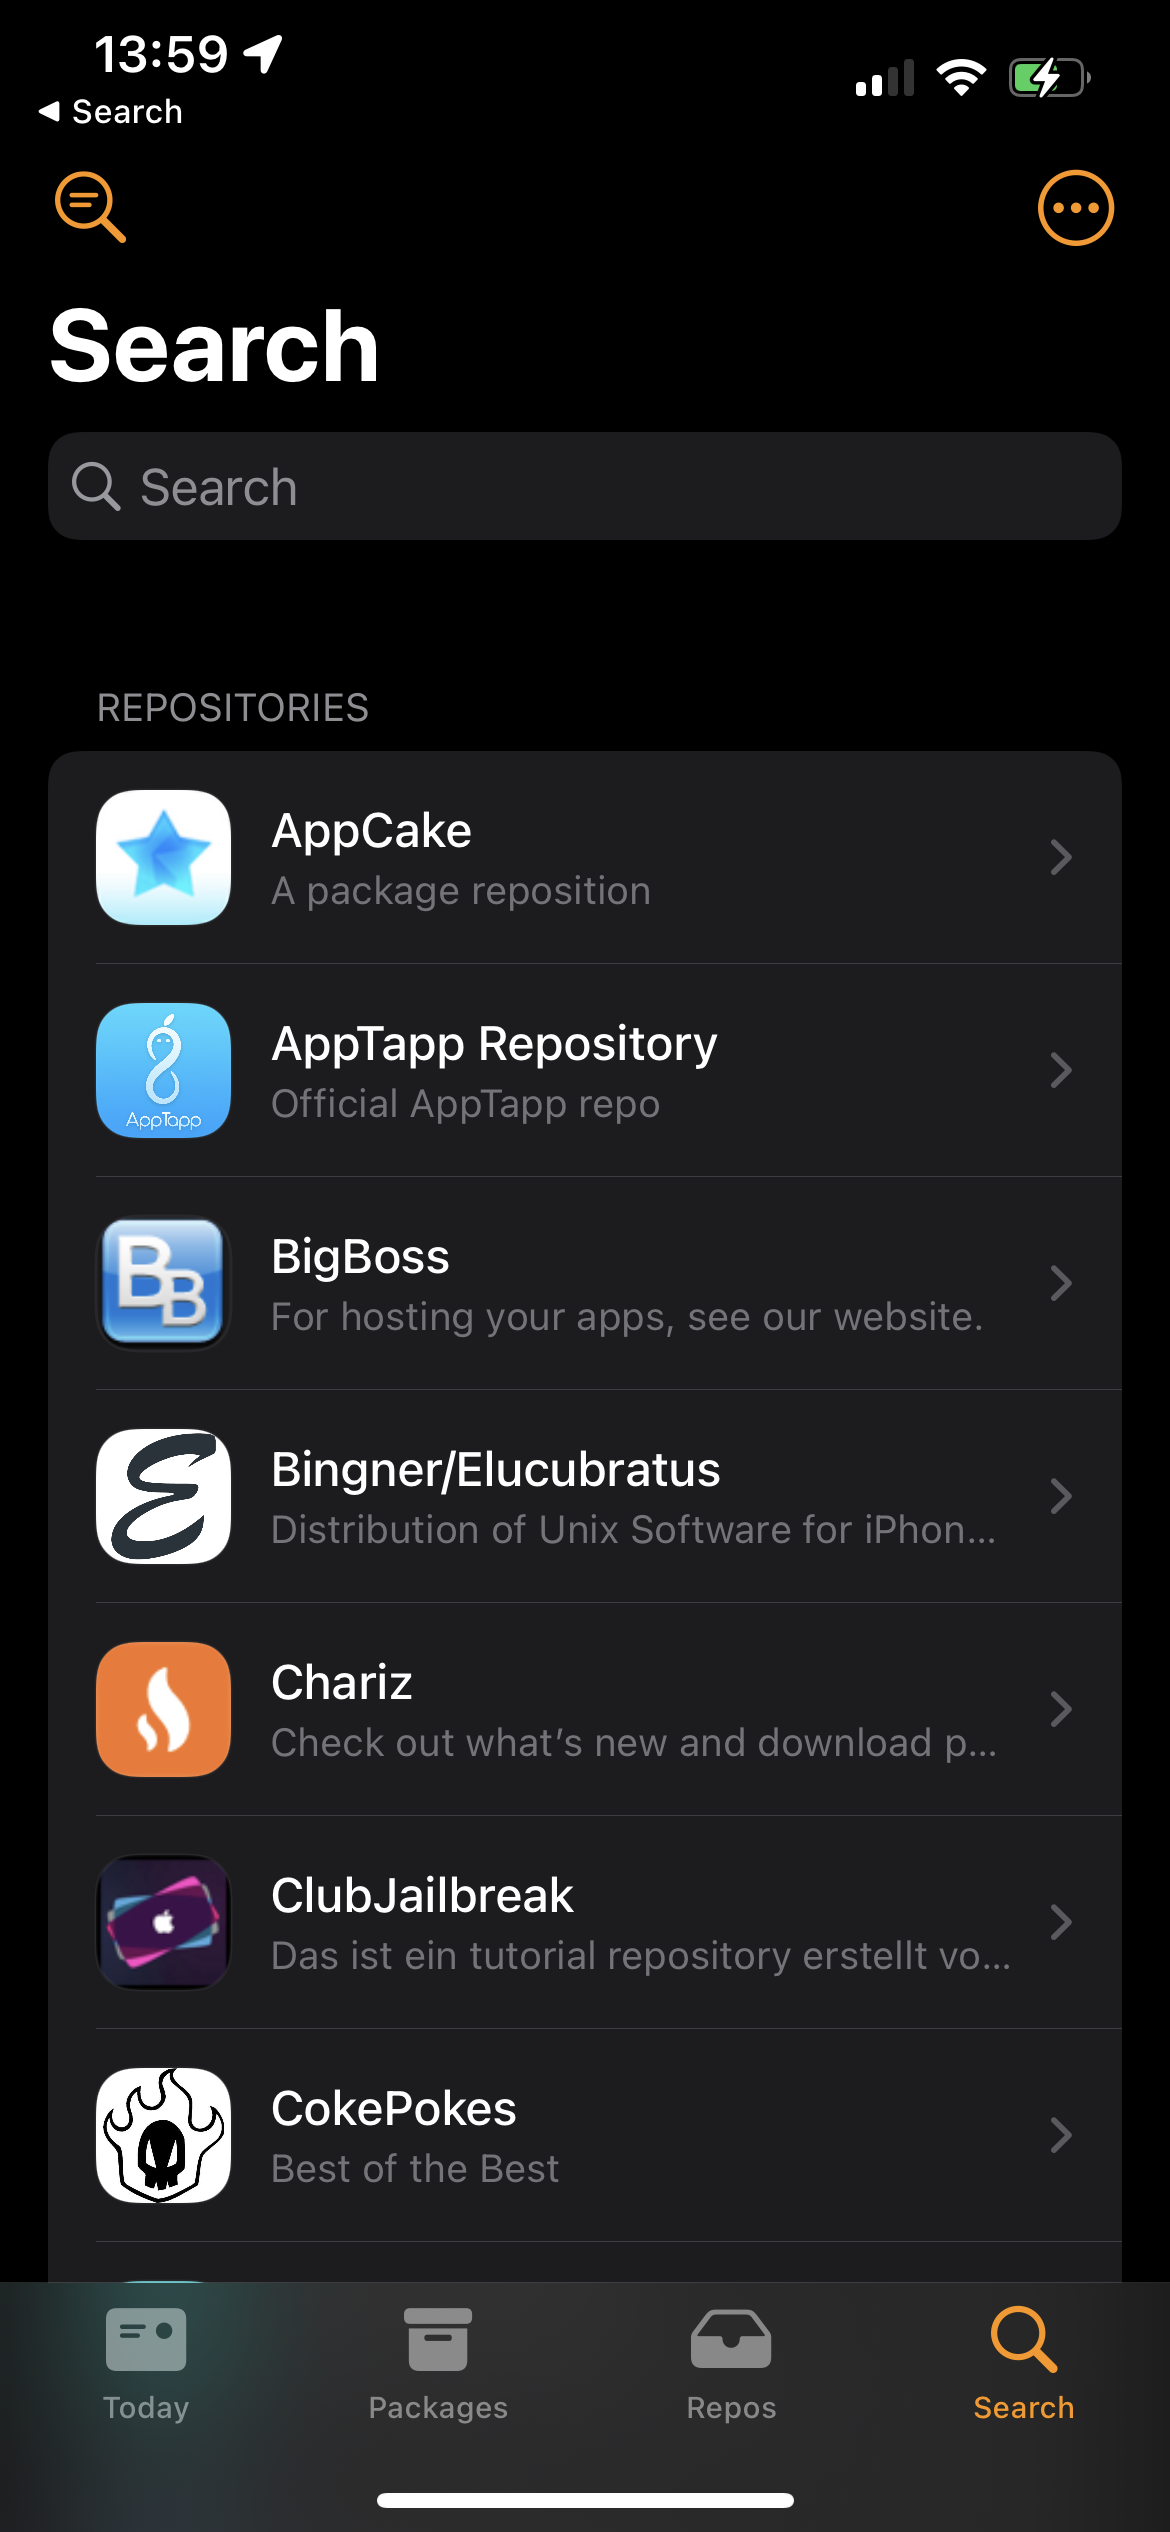 13:59
Search
Search
Search
REPOSITORIES
AppCake
A package reposition
AppTapp
AppTapp Repository
Official AppTapp repo
BB
BigBoss
For hosting your apps, see our website.
E
Bingner/Elucubratus
Distribution of Unix Software for iPhon...
Chariz
Check out what's new and download p...
ClubJailbreak
Das ist ein tutorial repository erstellt vo...
CokePokes
Best of the Best
Today
Packages
Repos
Search